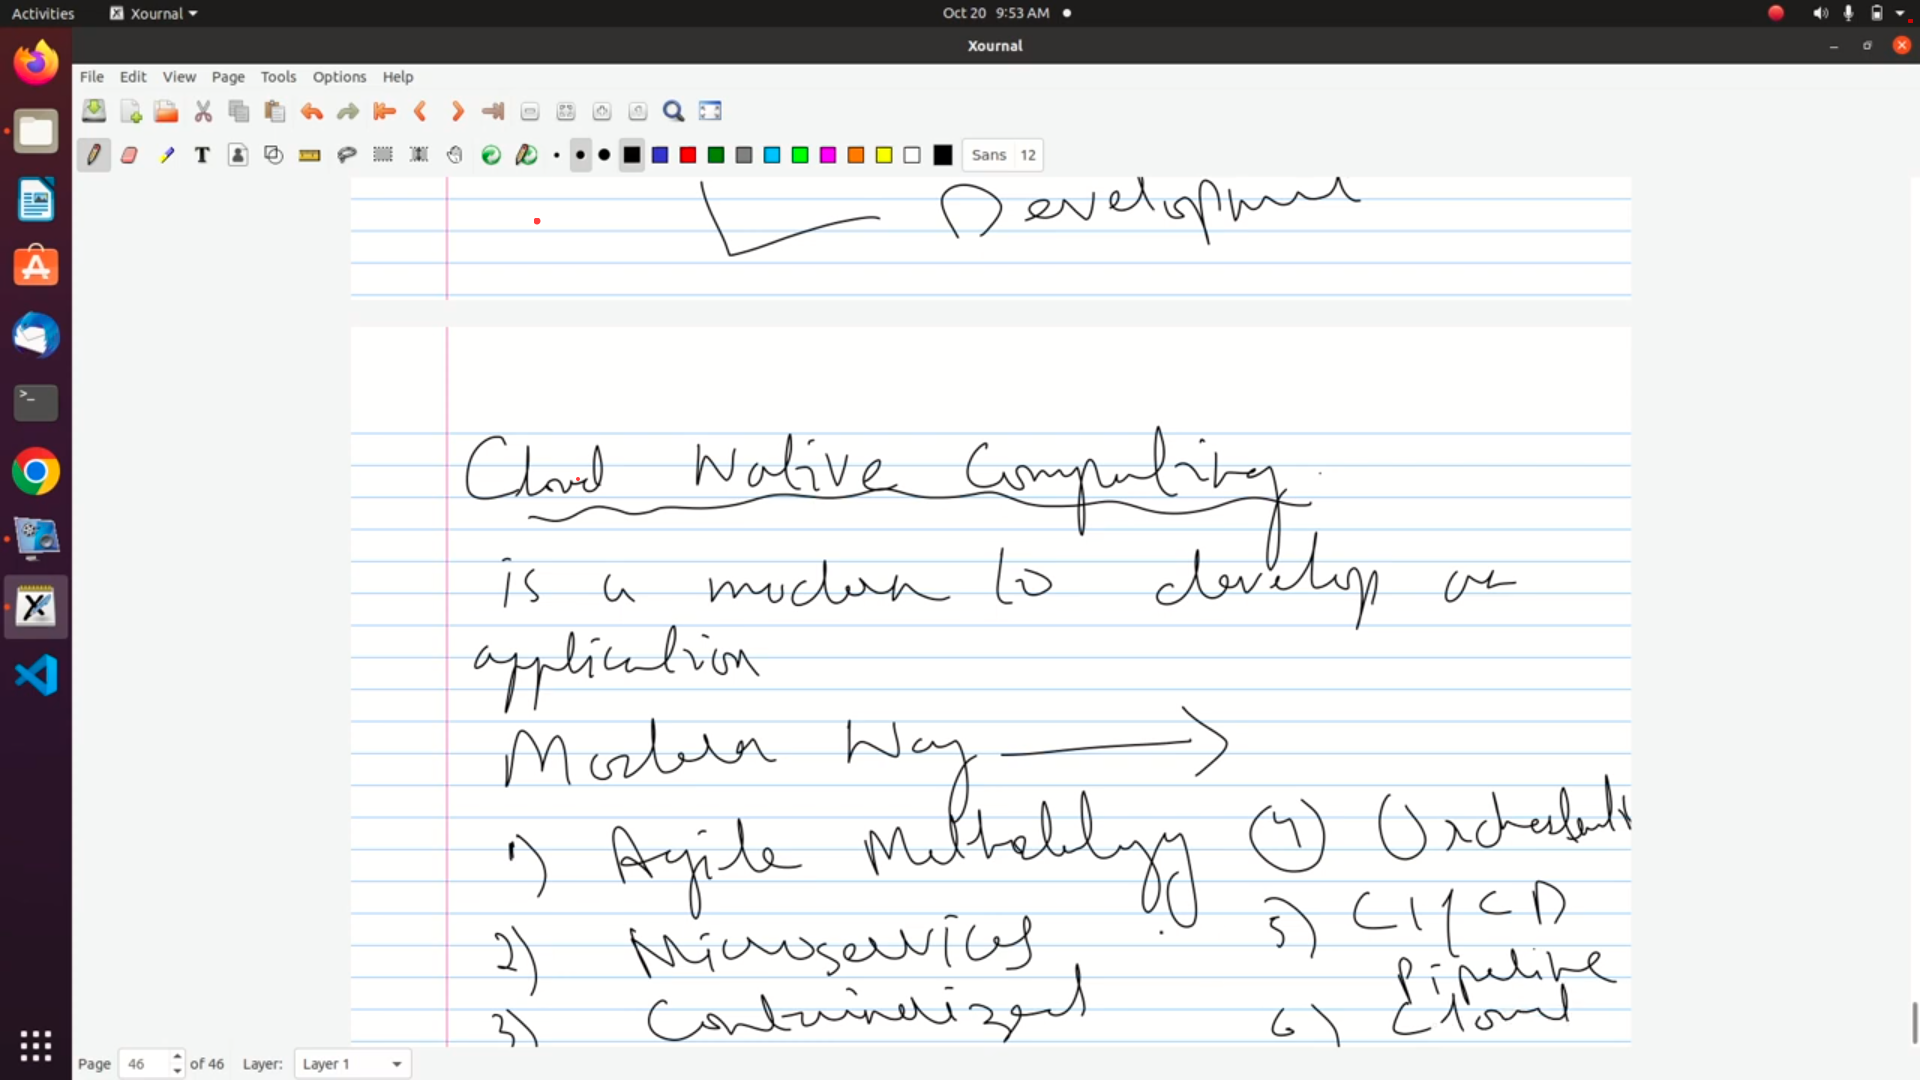 Activities Xournal Oct 20 9:53 AM
Xournal
File Edit View Page Tools Options Help
T Sans 12
Development
Cloud Native Computing
is a modern to develop an
application
Modern Way
1) Agile Methodology
2) Microservices
3) Containerized
4
5) CI/CD
Pipeline
6) Cloud
Page 46 of 46 Layer: Layer 1